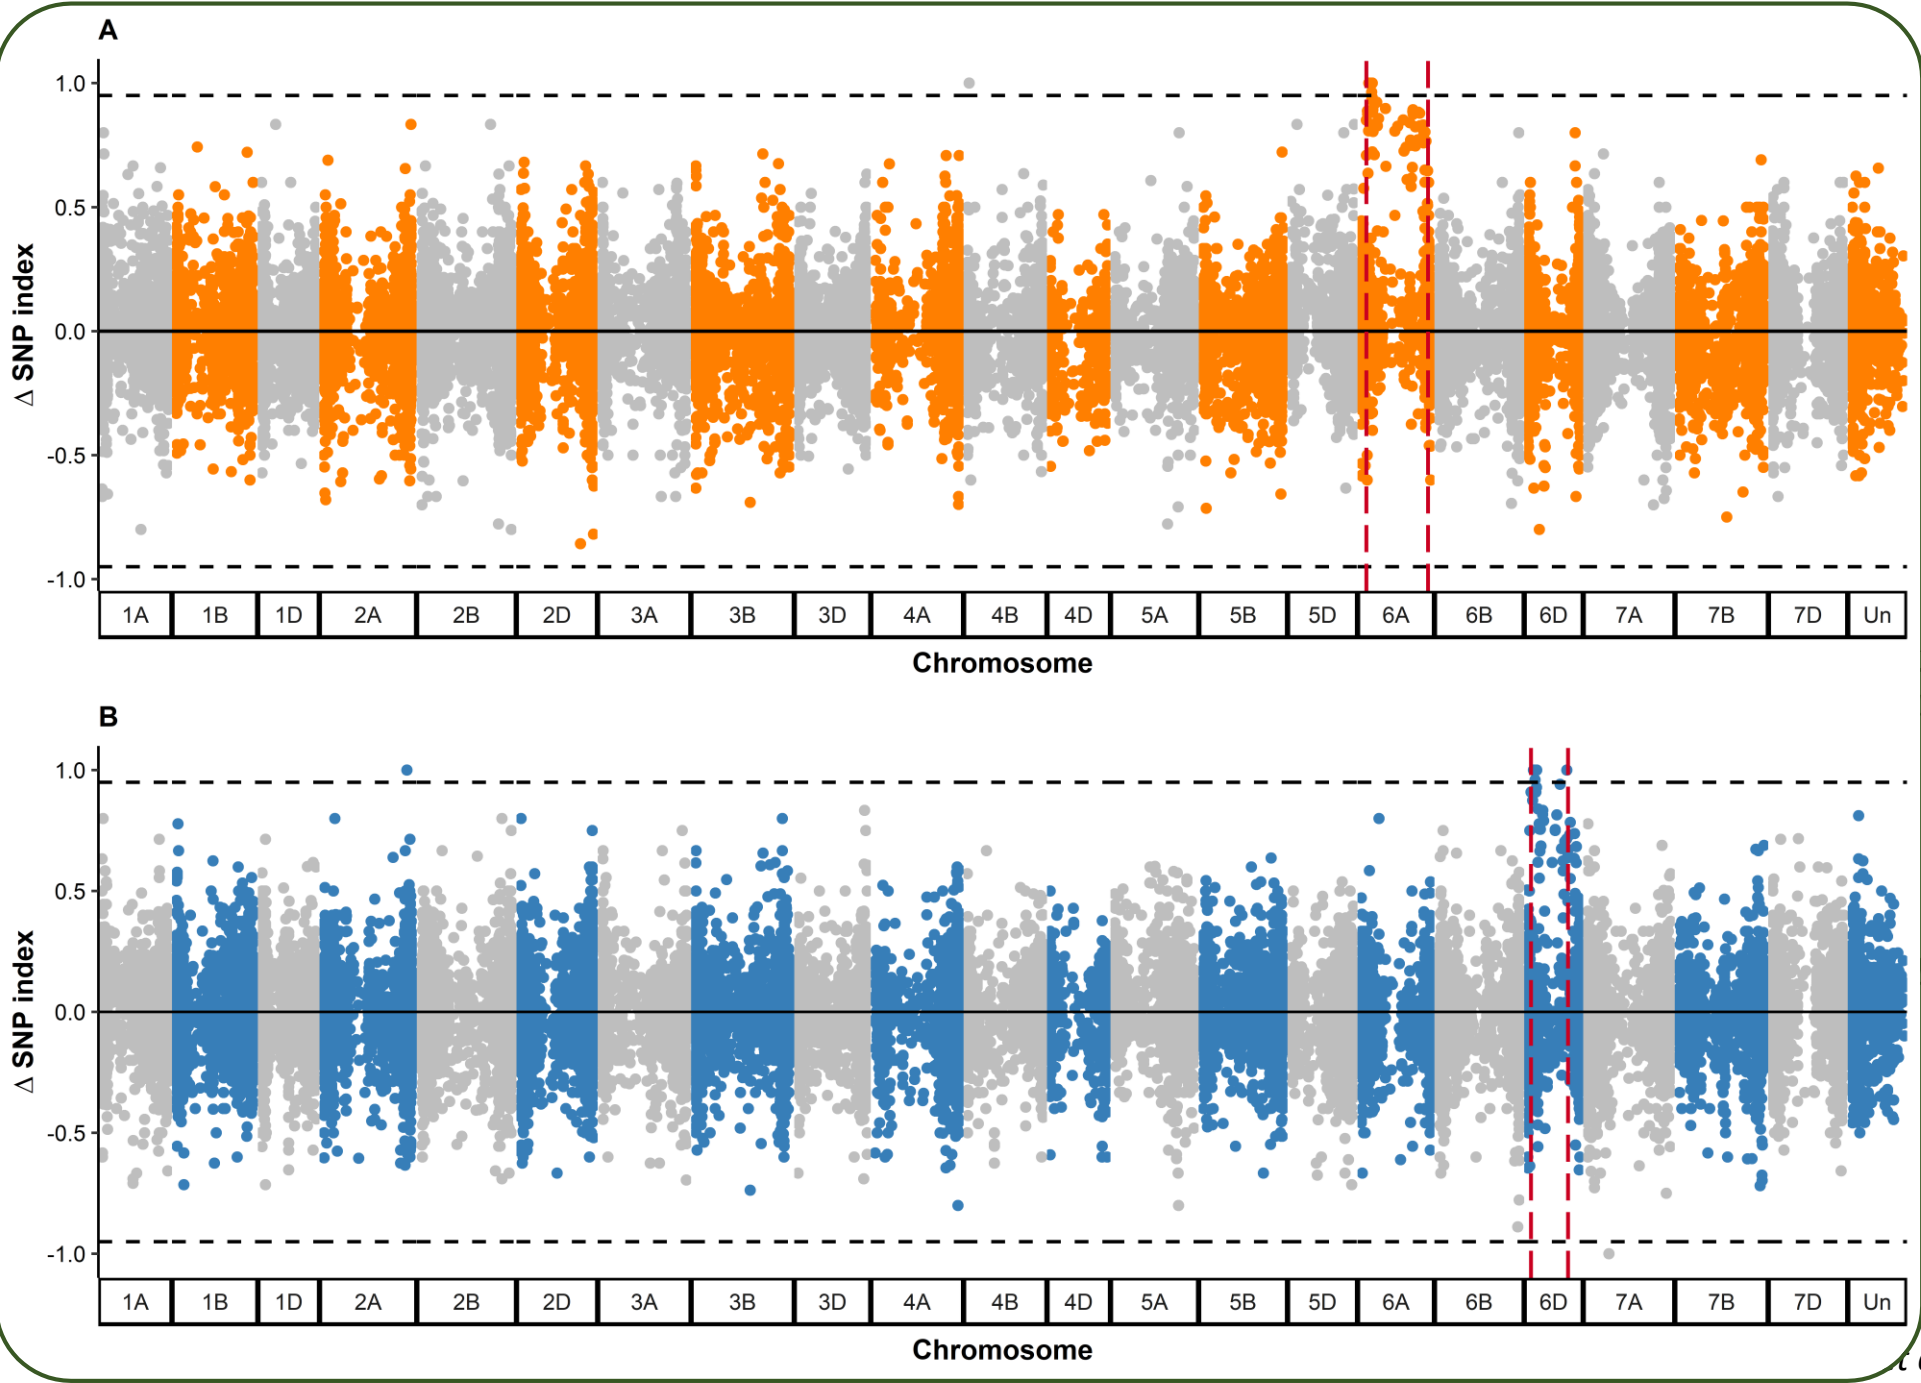 A
1.0
0.5
0.0
-0.5
-1.0
Δ SNP index
1A 1B 1D 2A 2B 2D 3A 3B 3D 4A 4B 4D 5A 5B 5D 6A 6B 6D 7A 7B 7D Un
Chromosome
B
1.0
0.5
0.0
-0.5
-1.0
Δ SNP index
1A 1B 1D 2A 2B 2D 3A 3B 3D 4A 4B 4D 5A 5B 5D 6A 6B 6D 7A 7B 7D Un
Chromosome